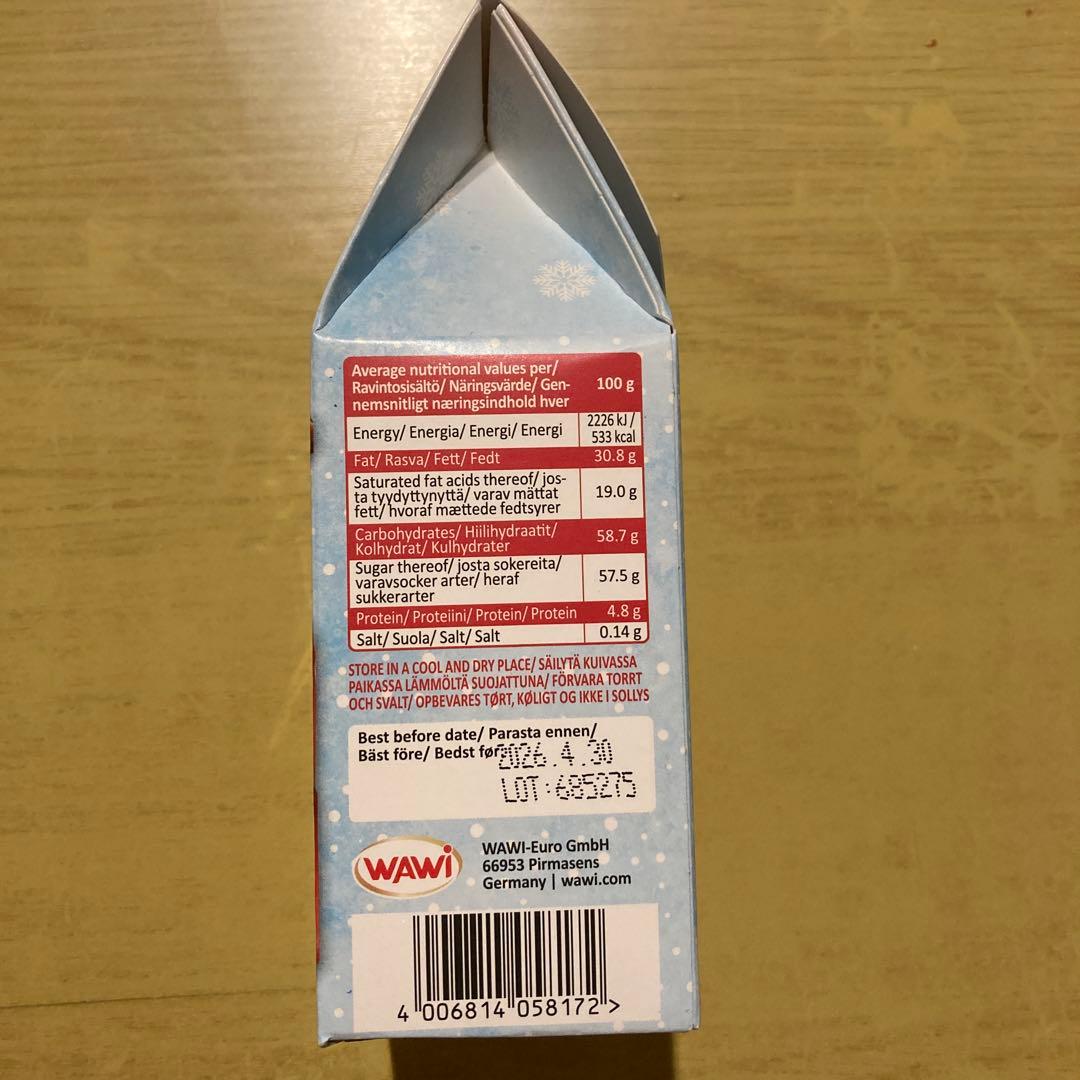 Average nutritional values per/
Ravintosisältö/ Näringsvärde/ Gen-
nemsnitligt næringsindhold hver
100 g
Energy/ Energia/ Energi/ Energi
2226 kJ /
533 kcal
Fat/ Rasva/ Fett/ Fedt
30.8 g
Saturated fat acids thereof/ jos-
ta tyydyttynyttä/ varav mättat
fett/ hvoraf mættede fedtsyrer
19.0 g
Carbohydrates/ Hiilihydraatit/
Kolhydrat/ Kulhydrater
58.7 g
Sugar thereof/ josta sokereita/
varavsocker arter/ heraf
sukkerarter
57.5 g
Protein/ Proteiini/ Protein/ Protein
4.8 g
Salt/ Suola/ Salt/ Salt
0.14 g
STORE IN A COOL AND DRY PLACE/ SÄILYTÄ KUIVASSA
PAIKASSA LÄMMÖLTÄ SUOJATTUNA/ FÖRVARA TORRT
OCH SVALT/ OPBEVARES TØRT, KØLIGT OG IKKE I SOLLYS
Best before date/ Parasta ennen/
Bäst före/ Bedst før:
2026.4.30
LOT:685275
WAWi
WAWI-Euro GmbH
66953 Pirmasens
Germany | wawi.com
4 006814 058172 >